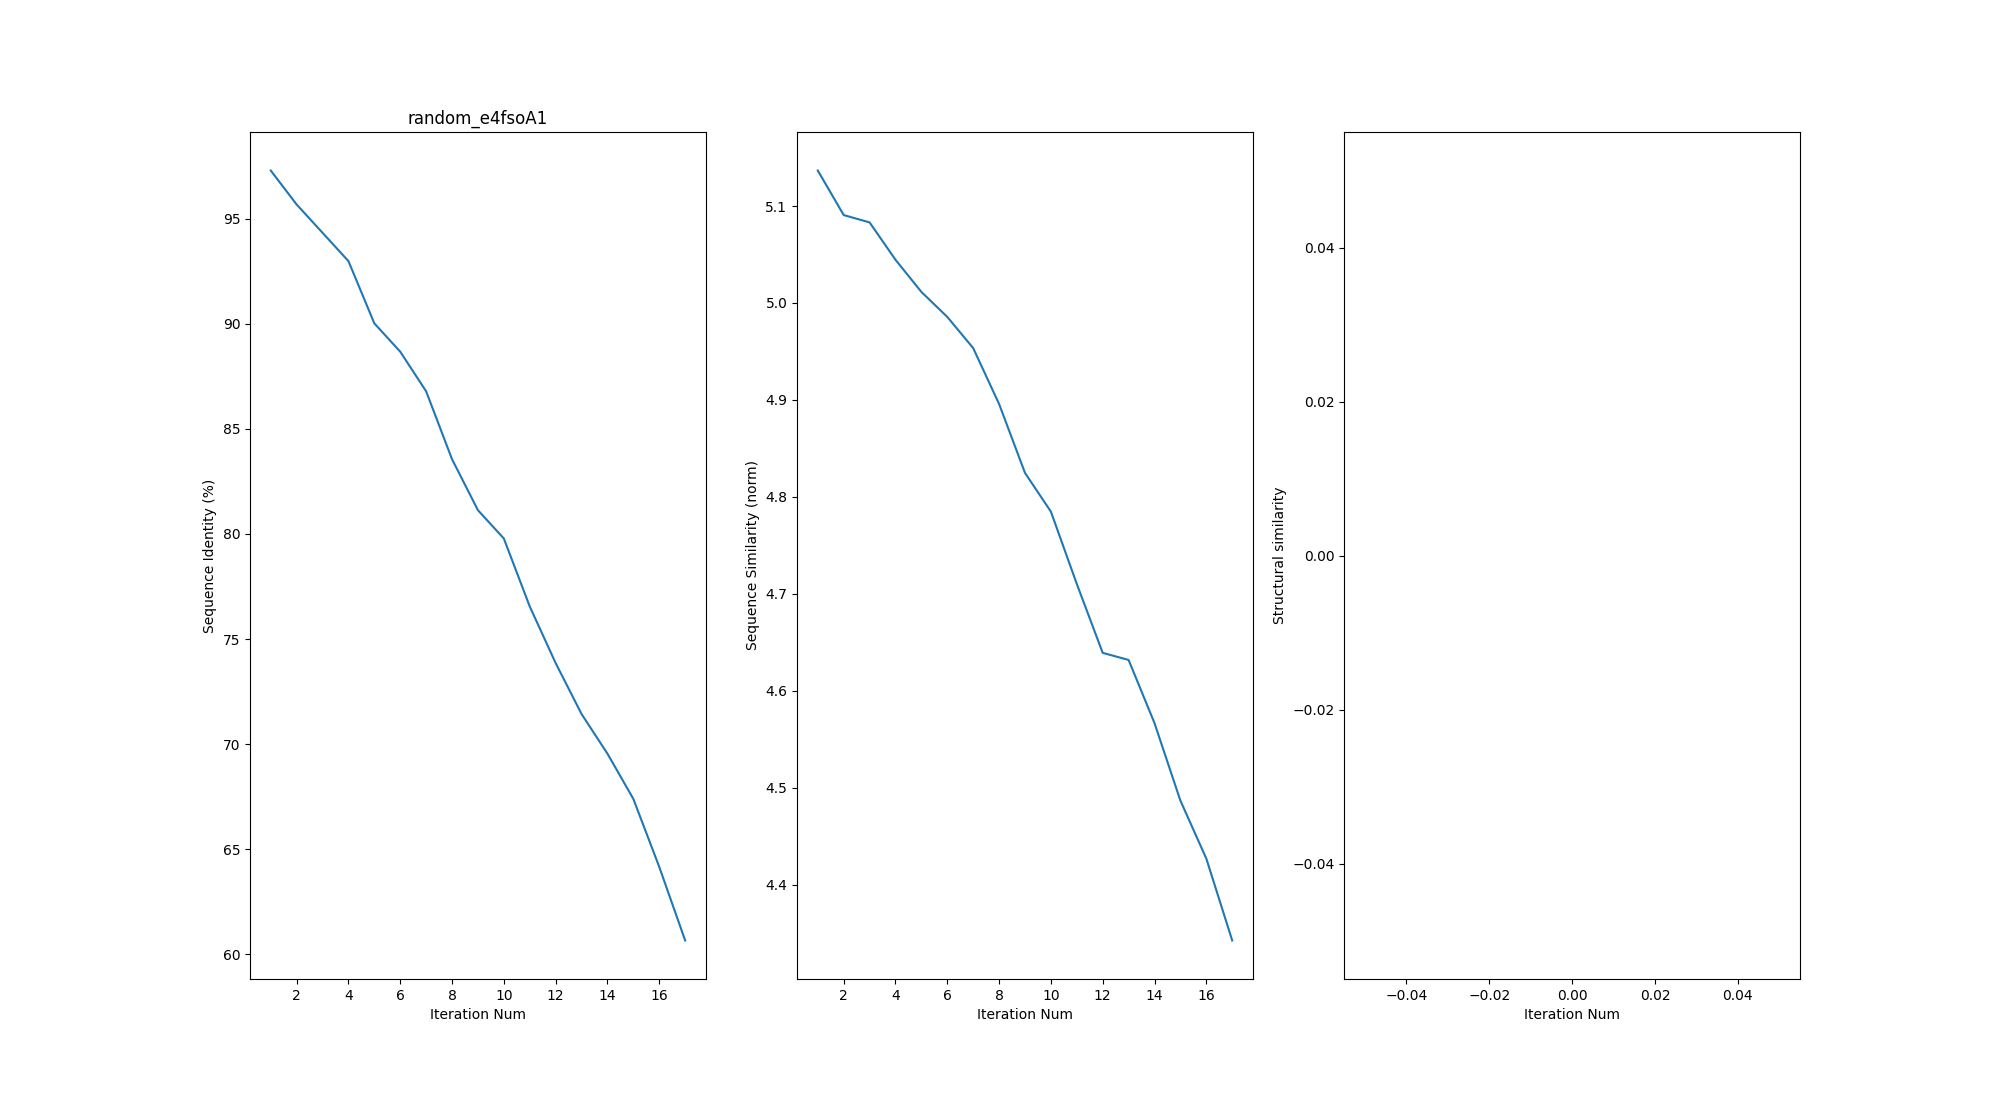 random_e4fsoA1
95
90
85
80
75
70
65
60
Sequence Identity (%)
2 4 6 8 10 12 14 16
Iteration Num
5.1
5.0
4.9
4.8
4.7
4.6
4.5
4.4
Sequence Similarity (norm)
2 4 6 8 10 12 14 16
Iteration Num
0.04
0.02
0.00
−0.02
−0.04
Structural similarity
−0.04 −0.02 0.00 0.02 0.04
Iteration Num